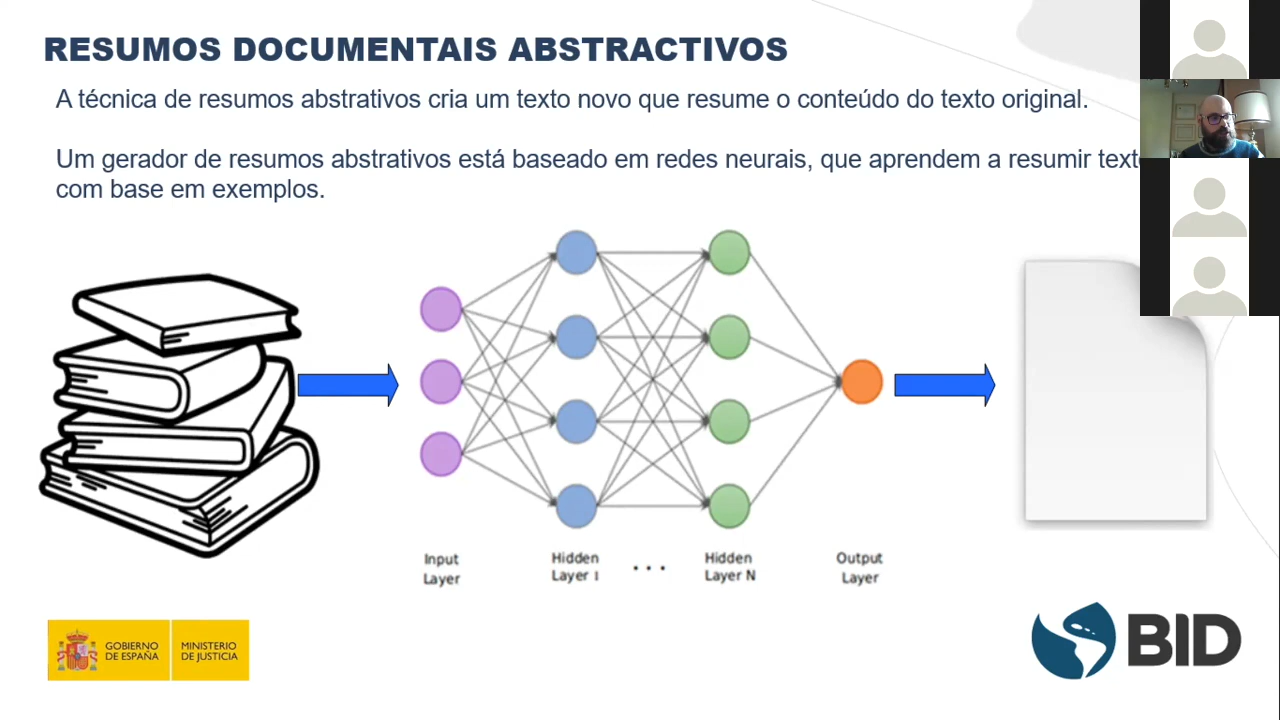 RESUMOS DOCUMENTAIS ABSTRACTIVOS
A técnica de resumos abstrativos cria um texto novo que resume o conteúdo do texto original.
Um gerador de resumos abstrativos está baseado em redes neurais, que aprendem a resumir
com base em exemplos.
Input
Layer
Hidden
Layer 1
. . .
Hidden
Layer N
Output
Layer
GOBIERNO
DE ESPAÑA
MINISTERIO
DE JUSTICIA
BID